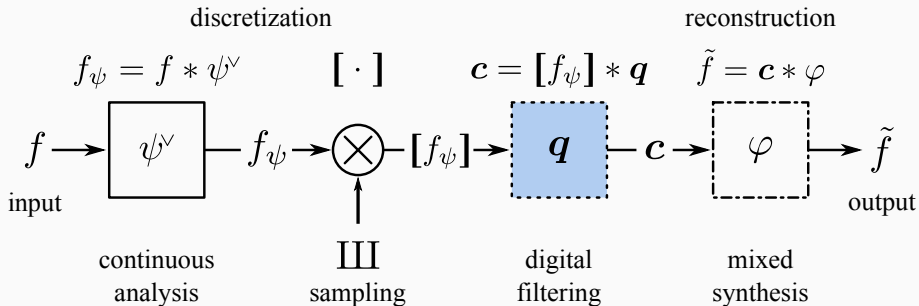 discretization reconstruction
f_ψ = f ∗ ψ^∨ [ · ] c = [f_ψ] ∗ q f̃ = c ∗ φ
f ψ^∨ f_ψ × [f_ψ] q c φ f̃
input output
Ш
continuous analysis sampling digital filtering mixed synthesis